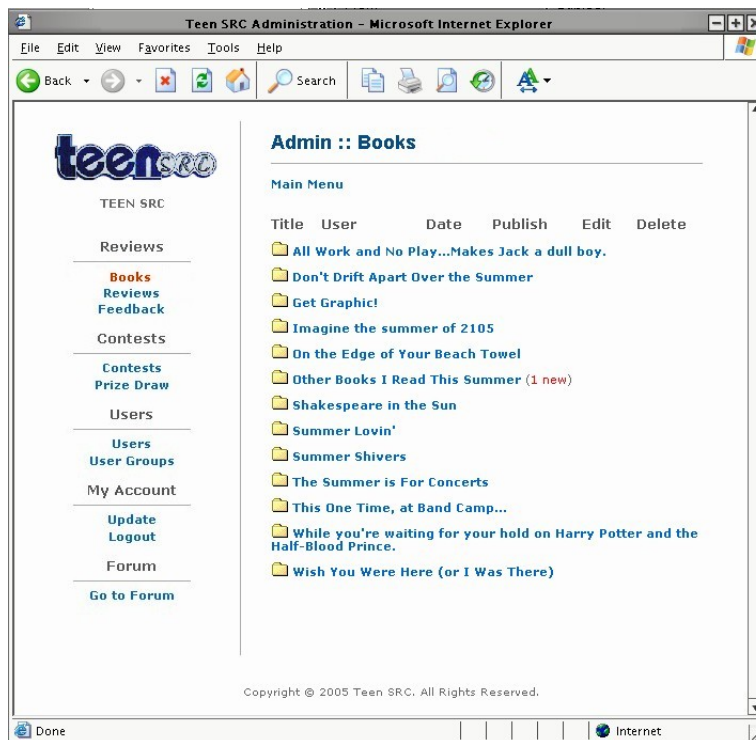 Teen SRC Administration - Microsoft Internet Explorer
File Edit View Favorites Tools Help
Back Search
teen SRC
TEEN SRC
Reviews
Books
Reviews
Feedback
Contests
Contests
Prize Draw
Users
Users
User Groups
My Account
Update
Logout
Forum
Go to Forum
Admin :: Books
Main Menu
Title User Date Publish Edit Delete
All Work and No Play...Makes Jack a dull boy.
Don't Drift Apart Over the Summer
Get Graphic!
Imagine the summer of 2105
On the Edge of Your Beach Towel
Other Books I Read This Summer (1 new)
Shakespeare in the Sun
Summer Lovin'
Summer Shivers
The Summer is For Concerts
This One Time, at Band Camp...
While you're waiting for your hold on Harry Potter and the
Half-Blood Prince.
Wish You Were Here (or I Was There)
Copyright © 2005 Teen SRC. All Rights Reserved.
Done Internet